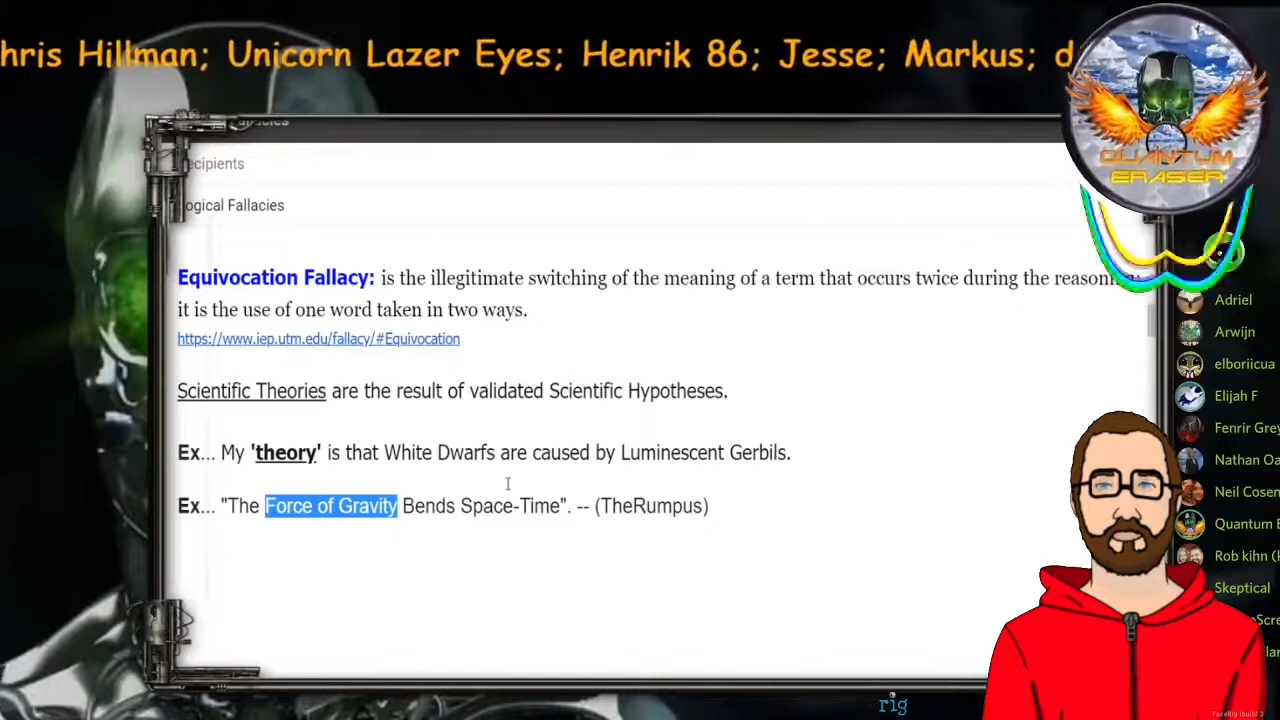 hris Hillman; Unicorn Lazer Eyes; Henrik 86; Jesse; Markus; d
QUANTUM
ERASER
ecipients
ogical Fallacies
Equivocation Fallacy: is the illegitimate switching of the meaning of a term that occurs twice during the reasoni
it is the use of one word taken in two ways.
https://www.iep.utm.edu/fallacy/#Equivocation
Scientific Theories are the result of validated Scientific Hypotheses.
Ex... My 'theory' is that White Dwarfs are caused by Luminescent Gerbils.
Ex... "The Force of Gravity Bends Space-Time". -- (TheRumpus)
Adriel
Arwijn
elboriicua
Elijah F
Fenrir Grey
Nathan Oa
Neil Cosen
Quantum E
Rob kihn (k
Skeptical
eScre
llar
rig